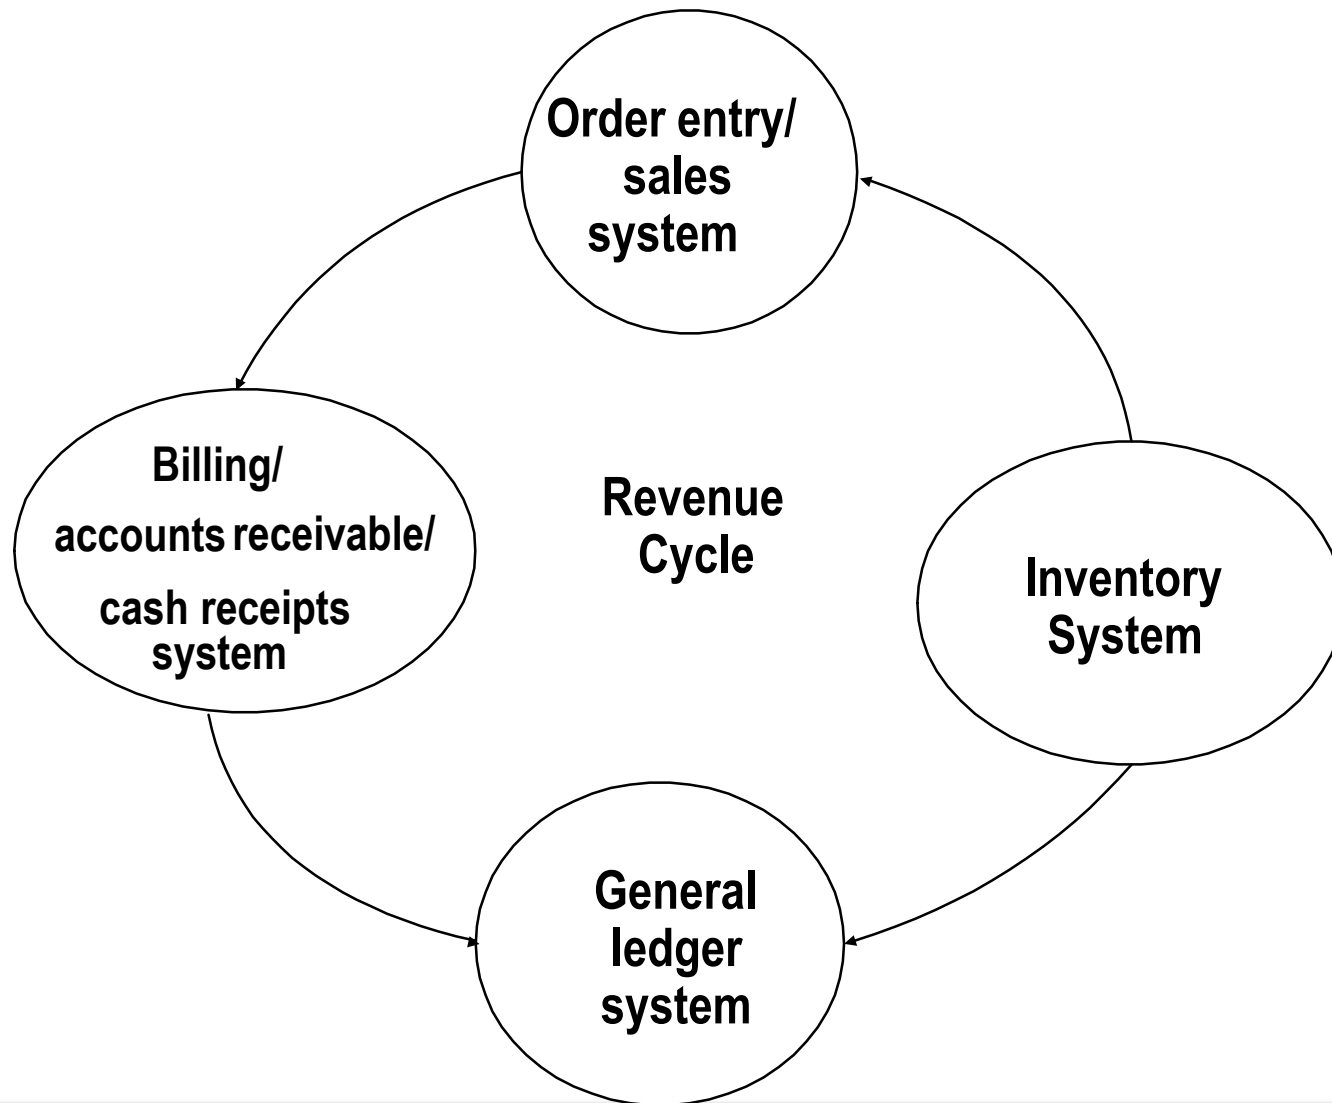 Order entry/
sales
system
Billing/
accounts receivable/
cash receipts
system
Revenue
Cycle
Inventory
System
General
ledger
system